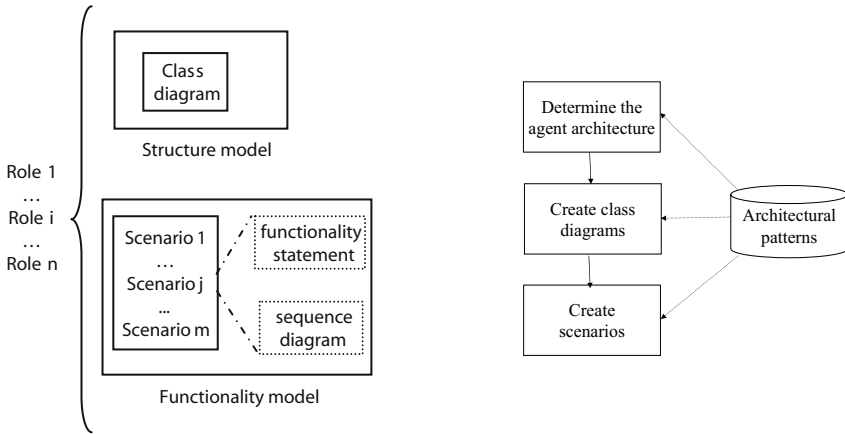 Role 1
...
Role i
...
Role n
Class
diagram
Structure model
Scenario 1
...
Scenario j
...
Scenario m
functionality
statement
sequence
diagram
Functionality model
Determine the
agent architecture
Create class
diagrams
Create
scenarios
Architectural
patterns